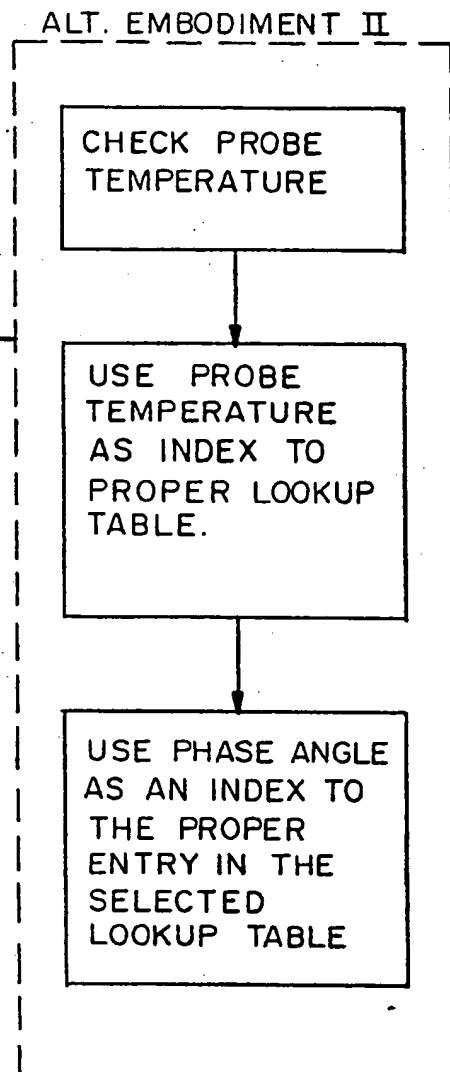 ALT. EMBODIMENT II
CHECK PROBE
TEMPERATURE
USE PROBE
TEMPERATURE
AS INDEX TO
PROPER LOOKUP
TABLE.
USE PHASE ANGLE
AS AN INDEX TO
THE PROPER
ENTRY IN THE
SELECTED
LOOKUP TABLE